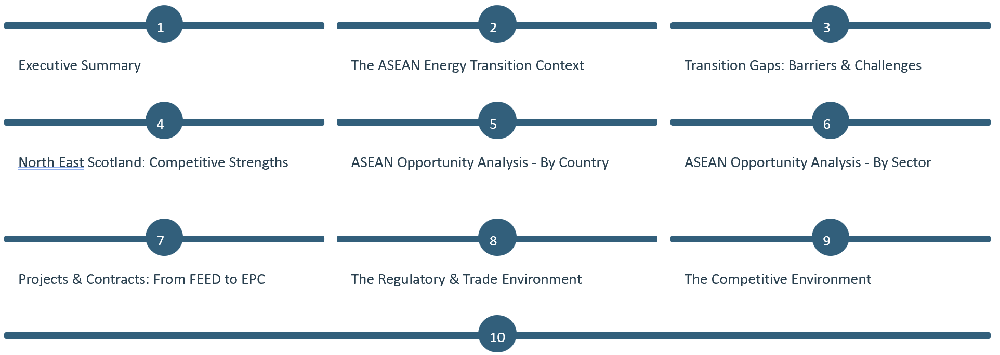 1
2
3
Executive Summary
The ASEAN Energy Transition Context
Transition Gaps: Barriers & Challenges
4
5
6
North East Scotland: Competitive Strengths
ASEAN Opportunity Analysis - By Country
ASEAN Opportunity Analysis - By Sector
7
8
9
Projects & Contracts: From FEED to EPC
The Regulatory & Trade Environment
The Competitive Environment
10